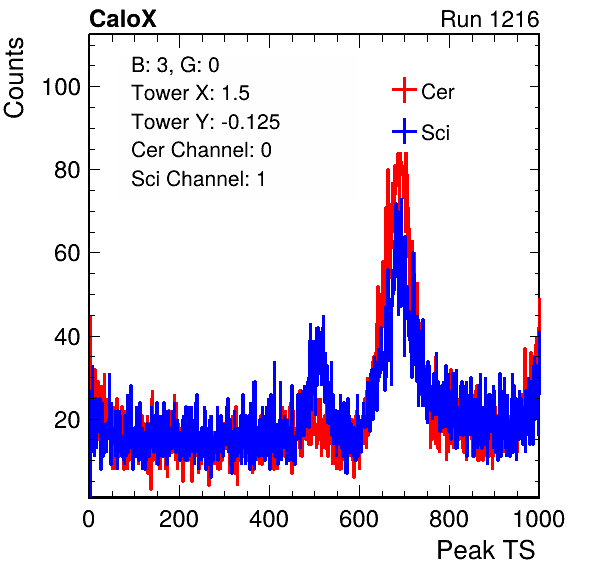 CaloX Run 1216
Counts
B: 3, G: 0
Tower X: 1.5
Tower Y: -0.125
Cer Channel: 0
Sci Channel: 1
Cer
Sci
100
80
60
40
20
0 200 400 600 800 1000
Peak TS